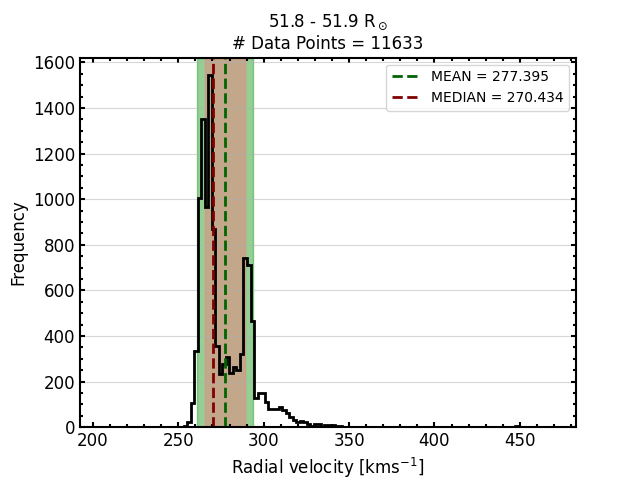 51.8 - 51.9 R⊙
# Data Points = 11633
MEAN = 277.395
MEDIAN = 270.434
1600
1400
1200
1000
800
600
400
200
0
Frequency
200 250 300 350 400 450
Radial velocity [kms⁻¹]